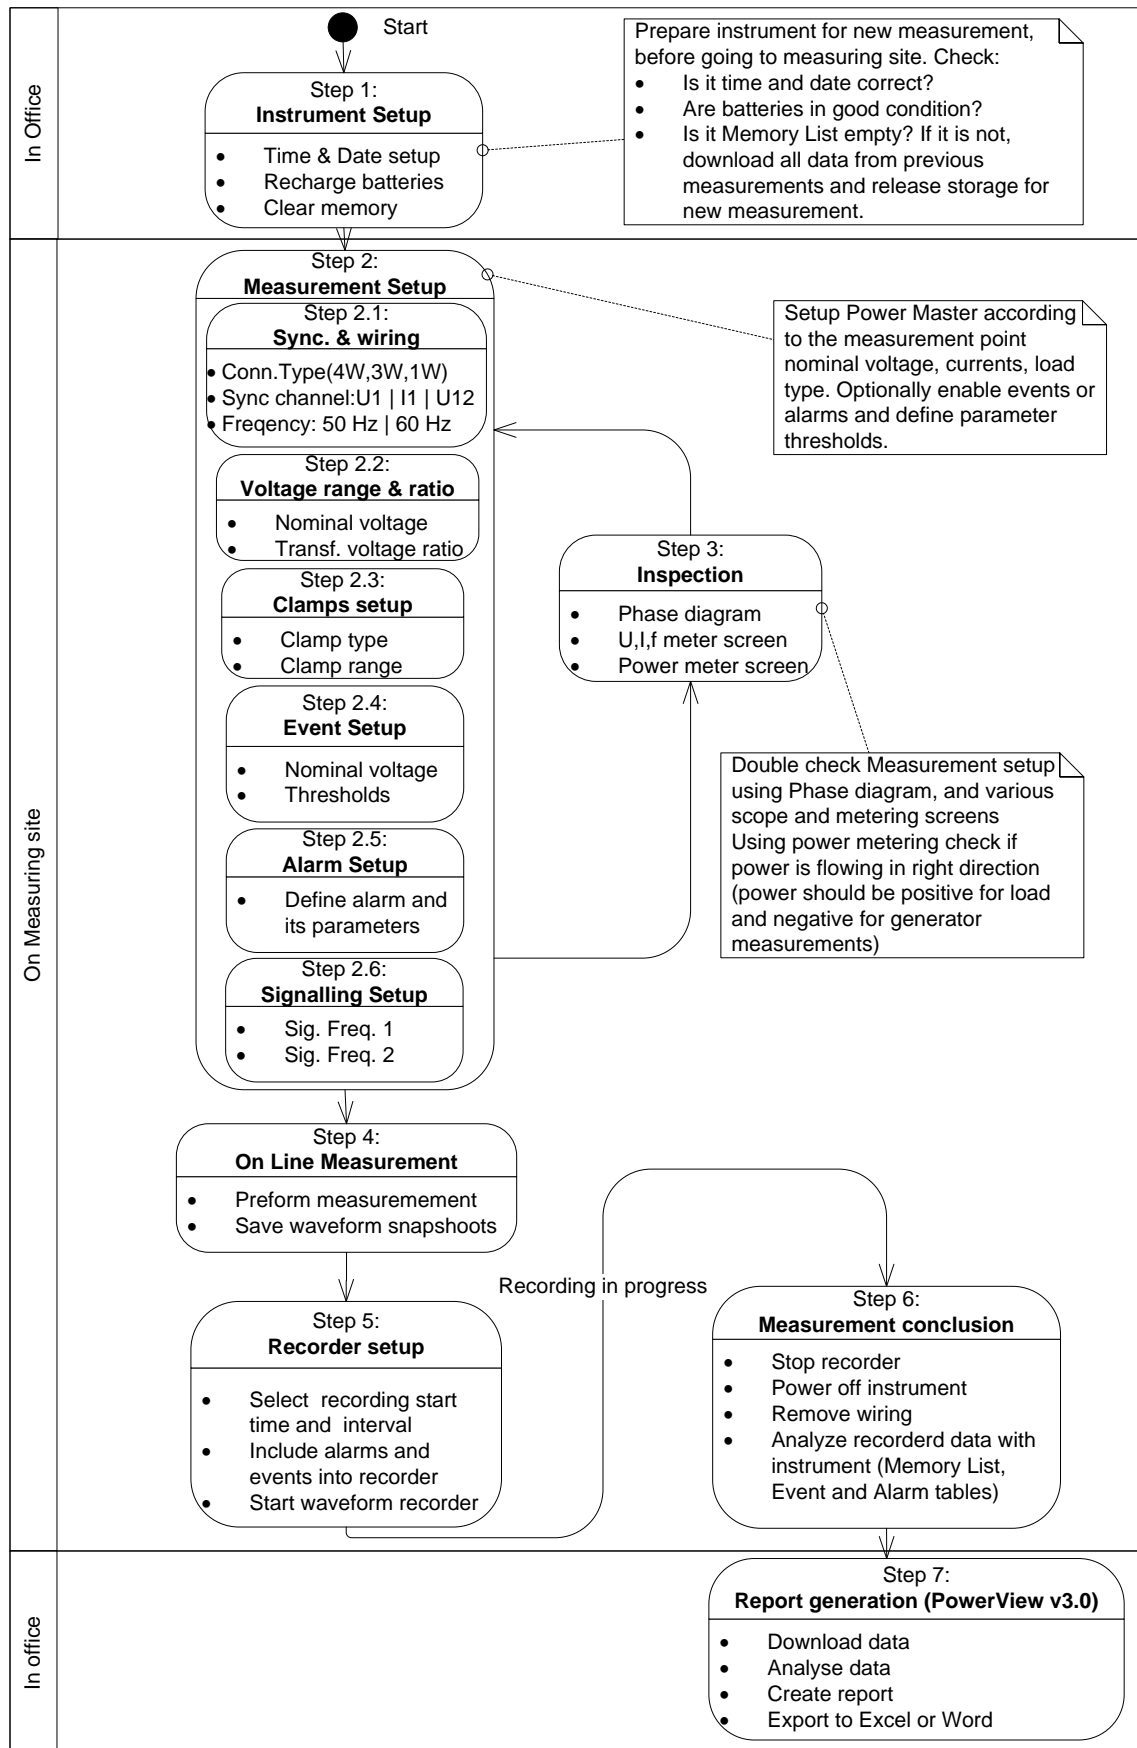 In Office
Start
Prepare instrument for new measurement,
before going to measuring site. Check:
• Is it time and date correct?
• Are batteries in good condition?
• Is it Memory List empty? If it is not,
download all data from previous
measurements and release storage for
new measurement.
Step 1:
Instrument Setup
• Time & Date setup
• Recharge batteries
• Clear memory
On Measuring site
Step 2:
Measurement Setup
Step 2.1:
Sync. & wiring
• Conn.Type(4W,3W,1W)
• Sync channel:U1 | I1 | U12
• Freqency: 50 Hz | 60 Hz
Setup Power Master according
to the measurement point
nominal voltage, currents, load
type. Optionally enable events or
alarms and define parameter
thresholds.
Step 2.2:
Voltage range & ratio
• Nominal voltage
• Transf. voltage ratio
Step 2.3:
Clamps setup
• Clamp type
• Clamp range
Step 2.4:
Event Setup
• Nominal voltage
• Thresholds
Step 2.5:
Alarm Setup
• Define alarm and
its parameters
Step 2.6:
Signalling Setup
• Sig. Freq. 1
• Sig. Freq. 2
Step 3:
Inspection
• Phase diagram
• U,I,f meter screen
• Power meter screen
Double check Measurement setup
using Phase diagram, and various
scope and metering screens
Using power metering check if
power is flowing in right direction
(power should be positive for load
and negative for generator
measurements)
Step 4:
On Line Measurement
• Preform measuremement
• Save waveform snapshoots
Step 5:
Recorder setup
• Select recording start
time and interval
• Include alarms and
events into recorder
• Start waveform recorder
Recording in progress
Step 6:
Measurement conclusion
• Stop recorder
• Power off instrument
• Remove wiring
• Analyze recorderd data with
instrument (Memory List,
Event and Alarm tables)
In office
Step 7:
Report generation (PowerView v3.0)
• Download data
• Analyse data
• Create report
• Export to Excel or Word